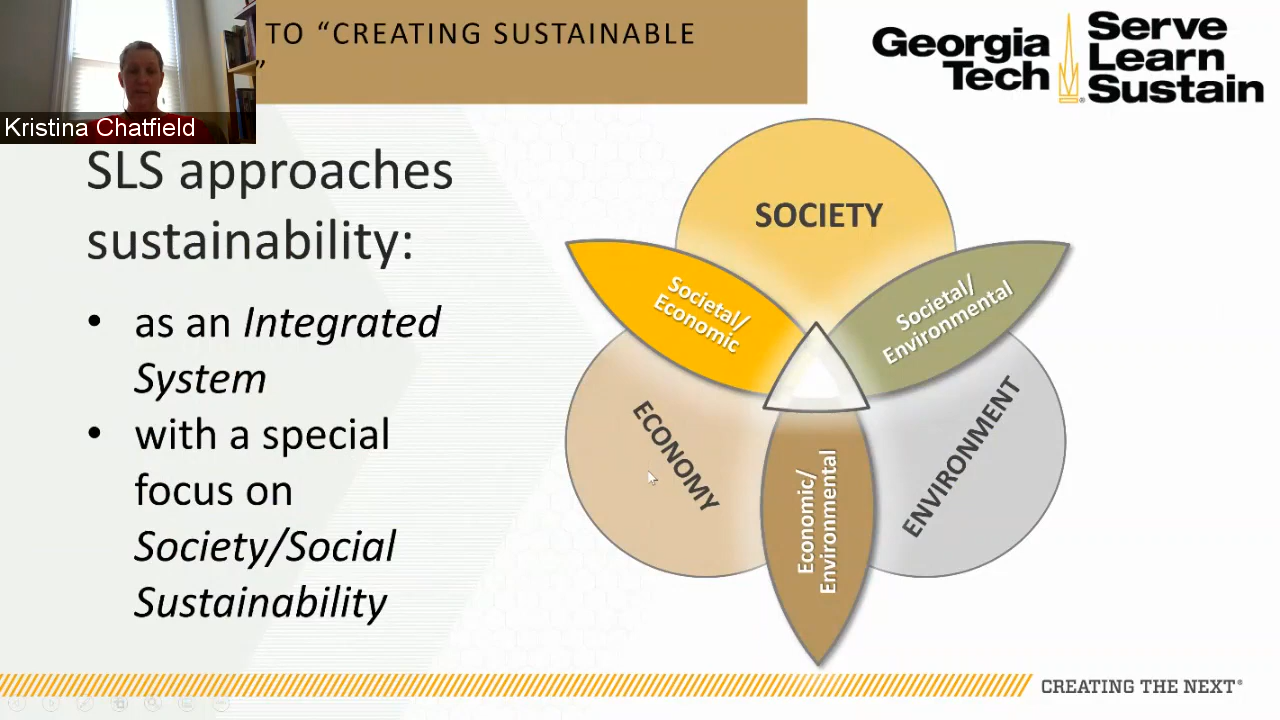 TO “CREATING SUSTAINABLE
”
Georgia
Tech
Serve
Learn
Sustain
Kristina Chatfield
SLS approaches
sustainability:
• as an Integrated
System
• with a special
focus on
Society/Social
Sustainability
SOCIETY
Societal/
Economic
Societal/
Environmental
ECONOMY
ENVIRONMENT
Economic/
Environmental
CREATING THE NEXT®